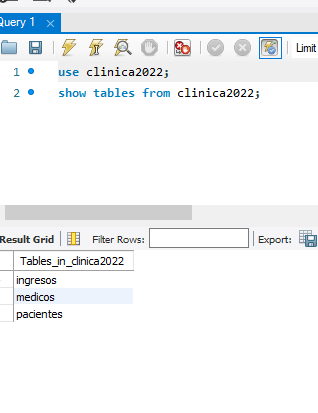 Query 1
Limit
1 use clinica2022;
2 show tables from clinica2022;
Result Grid Filter Rows: Export:
Tables_in_clinica2022
ingresos
medicos
pacientes